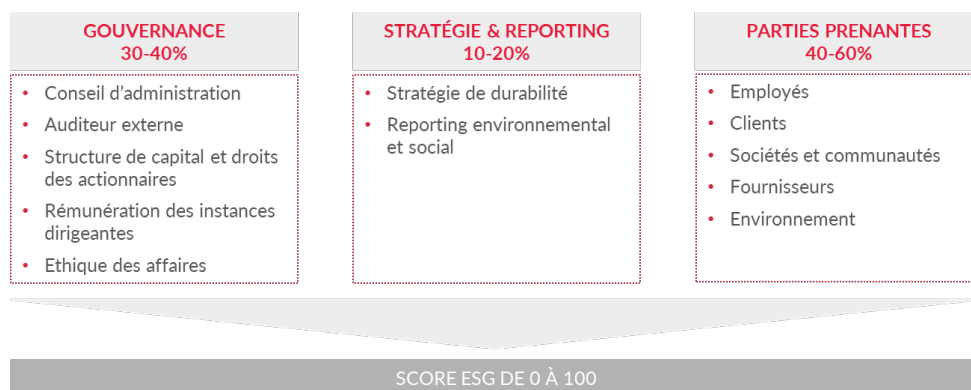 GOUVERNANCE
30-40%
• Conseil d'administration
• Auditeur externe
• Structure de capital et droits
des actionnaires
• Rémunération des instances
dirigeantes
• Ethique des affaires
STRATÉGIE & REPORTING
10-20%
• Stratégie de durabilité
• Reporting environnemental
et social
PARTIES PRENANTES
40-60%
• Employés
• Clients
• Sociétés et communautés
• Fournisseurs
• Environnement
SCORE ESG DE 0 À 100